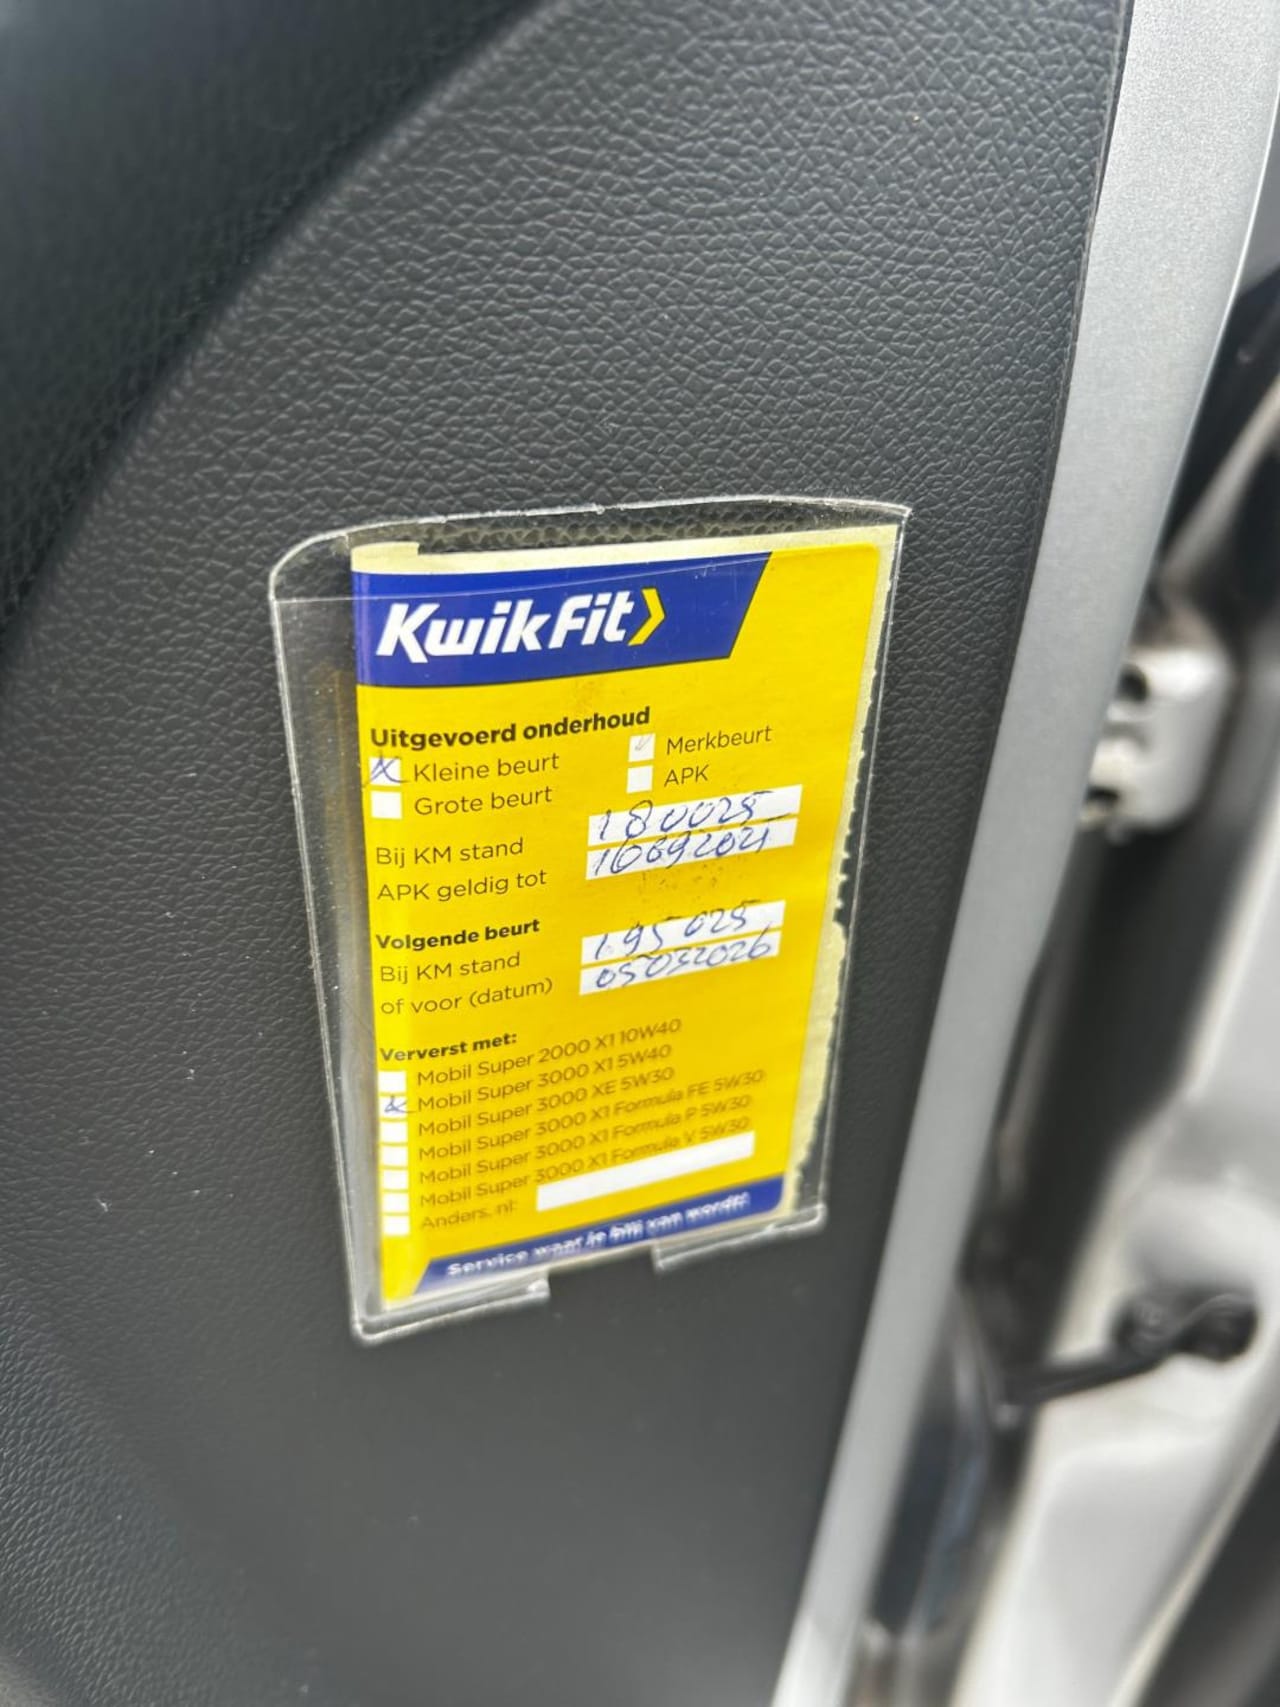 KwikFit
Uitgevoerd onderhoud
Kleine beurt Merkbeurt
Grote beurt APK
Bij KM stand 180025
APK geldig tot
Volgende beurt
Bij KM stand 195025
of voor (datum) 05032026
Ververst met:
Mobil Super 2000 X1 10W40
Mobil Super 3000 X1 5W40
Mobil Super 3000 XE 5W30
Mobil Super 3000 X1 Formula FE 5W30
Mobil Super 3000 X1 Formula P 5W30
Mobil Super 3000 X1 Formula V 5W30
Anders, nl:
Service waar je blij van wordt!